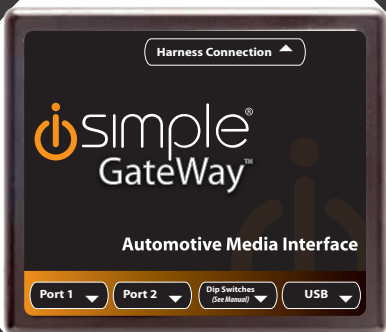 Harness Connection
isimple®
GateWay™
Automotive Media Interface
Port 1
Port 2
Dip Switches
(See Manual)
USB